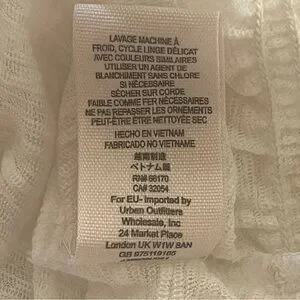 LAVAGE MACHINE À
FROID, CYCLE LINGE DÉLICAT
AVEC COULEURS SIMILAIRES
UTILISER UN AGENT DE
BLANCHIMENT SANS CHLORE
SI NÉCESSAIRE
SÉCHER SUR CORDE
FAIBLE COMME FER NÉCESSAIRES
NE PAS REPASSER LES ORNEMENTS
PEUT-ÊTRE ÊTRE NETTOYÉE SEC
HECHO EN VIETNAM
FABRICADO NO VIETNAME
越南制造
ベトナム製
RN# 66170
CA# 32054
For EU- Imported by
Urban Outfitters
Wholesale, Inc
24 Market Place
London UK W1W 8AN
GB 975119105